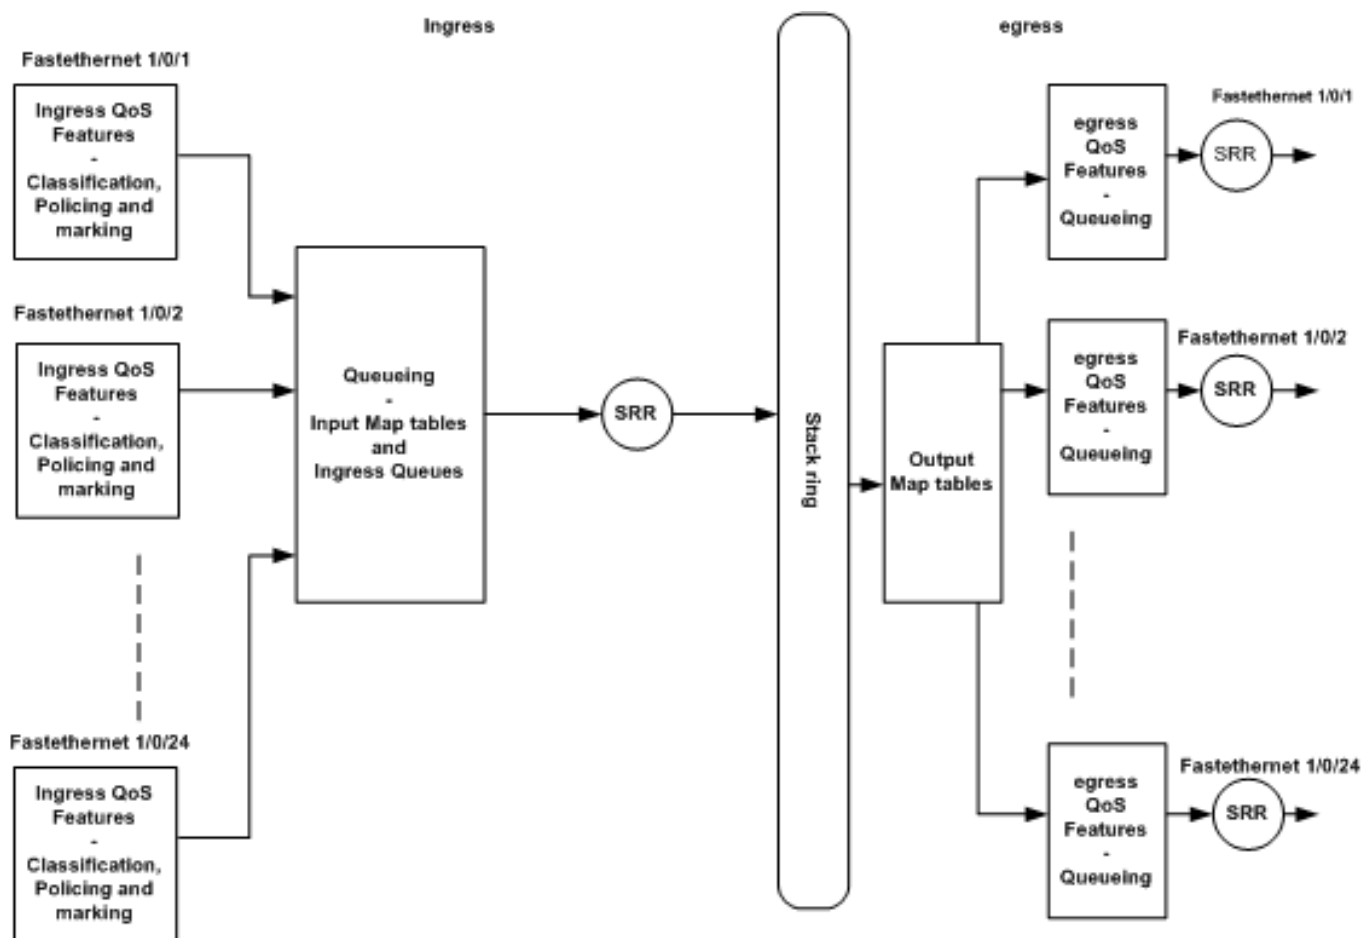 Ingress
egress
Fastethernet 1/0/1
Ingress QoS
Features
-
Classification,
Policing and
marking
Fastethernet 1/0/2
Ingress QoS
Features
-
Classification,
Policing and
marking
Fastethernet 1/0/24
Ingress QoS
Features
-
Classification,
Policing and
marking
Queueing
-
Input Map tables
and
Ingress Queues
SRR
Stack ring
Output
Map tables
egress
QoS
Features
-
Queueing
Fastethernet 1/0/1
SRR
egress
QoS
Features
-
Queueing
Fastethernet 1/0/2
SRR
egress
QoS
Features
-
Queueing
Fastethernet 1/0/24
SRR